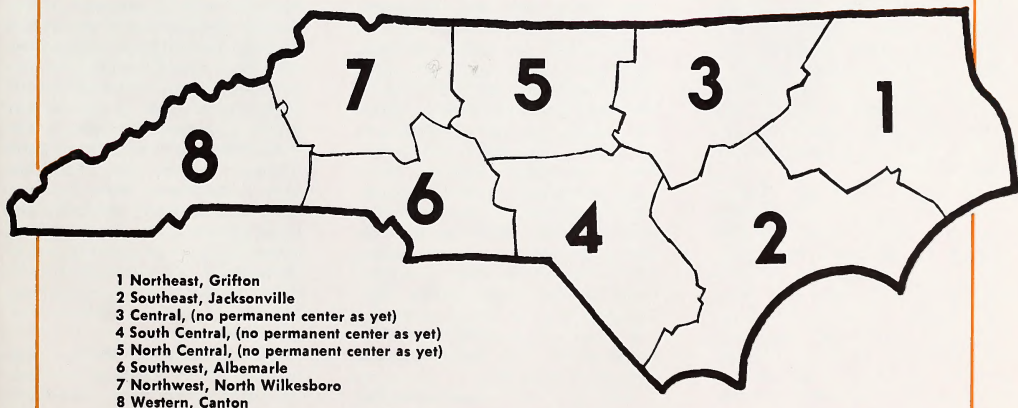 7
5
3
1
8
6
4
2
1 Northeast, Grifton
2 Southeast, Jacksonville
3 Central, (no permanent center as yet)
4 South Central, (no permanent center as yet)
5 North Central, (no permanent center as yet)
6 Southwest, Albemarle
7 Northwest, North Wilkesboro
8 Western, Canton